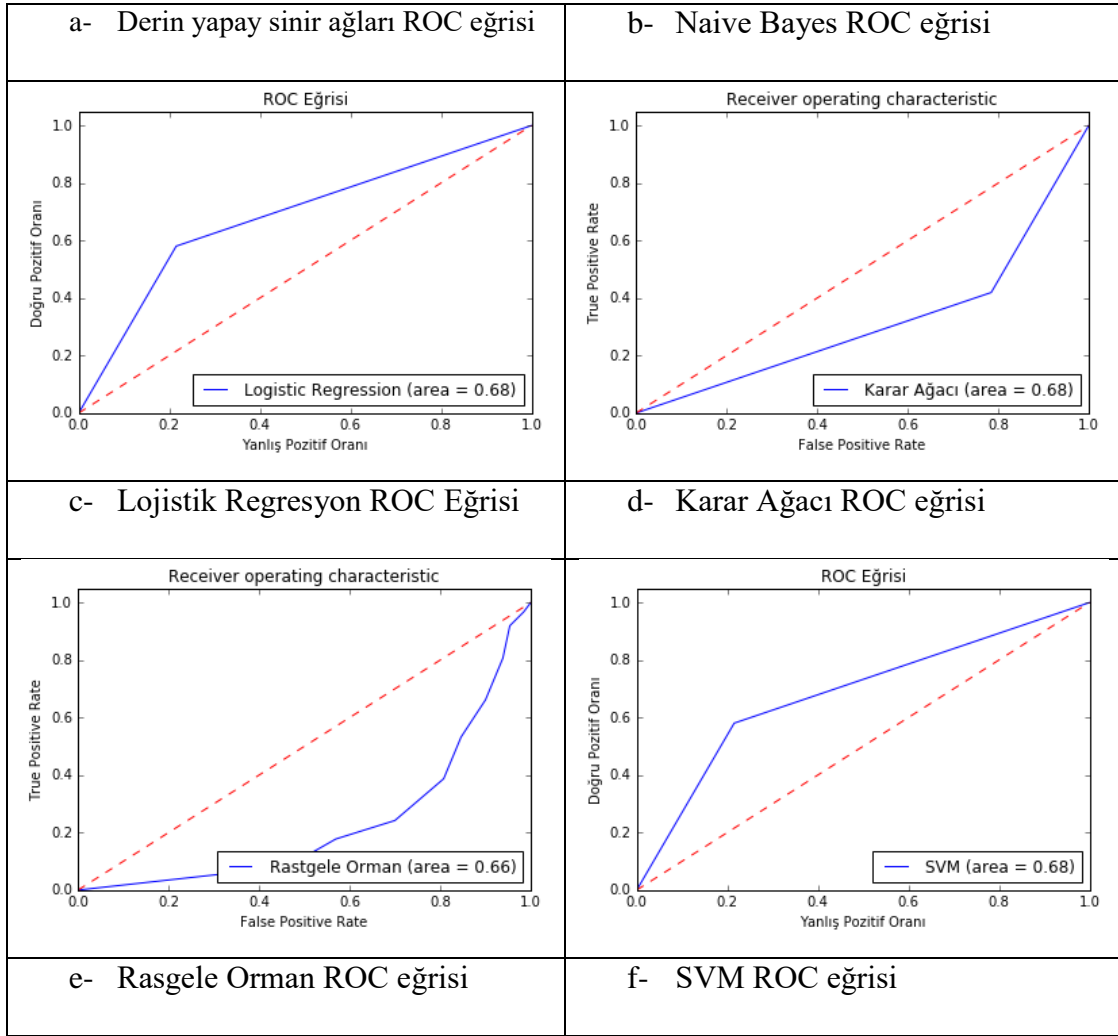 a- Derin yapay sinir ağları ROC eğrisi
b- Naive Bayes ROC eğrisi
ROC Eğrisi
1.0
0.8
0.6
0.4
0.2
0.0
Doğru Pozitif Oranı
Logistic Regression (area = 0.68)
0.0 0.2 0.4 0.6 0.8 1.0
Yanlış Pozitif Oranı
Receiver operating characteristic
1.0
0.8
0.6
0.4
0.2
0.0
True Positive Rate
Karar Ağacı (area = 0.68)
0.0 0.2 0.4 0.6 0.8 1.0
False Positive Rate
c- Lojistik Regresyon ROC Eğrisi
d- Karar Ağacı ROC eğrisi
Receiver operating characteristic
1.0
0.8
0.6
0.4
0.2
0.0
True Positive Rate
Rastgele Orman (area = 0.66)
0.0 0.2 0.4 0.6 0.8 1.0
False Positive Rate
ROC Eğrisi
1.0
0.8
0.6
0.4
0.2
0.0
Doğru Pozitif Oranı
SVM (area = 0.68)
0.0 0.2 0.4 0.6 0.8 1.0
Yanlış Pozitif Oranı
e- Rasgele Orman ROC eğrisi
f- SVM ROC eğrisi